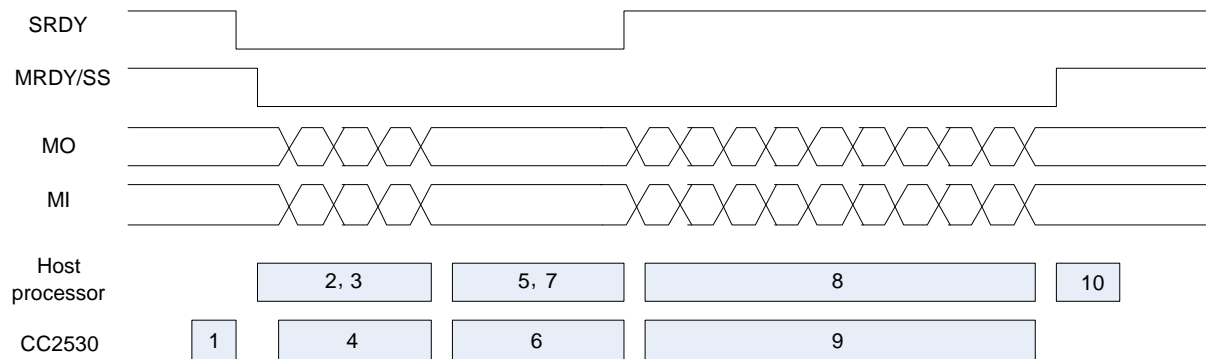 SRDY
MRDY/SS
MO
MI
Host
processor
2, 3
5, 7
8
10
CC2530
1
4
6
9